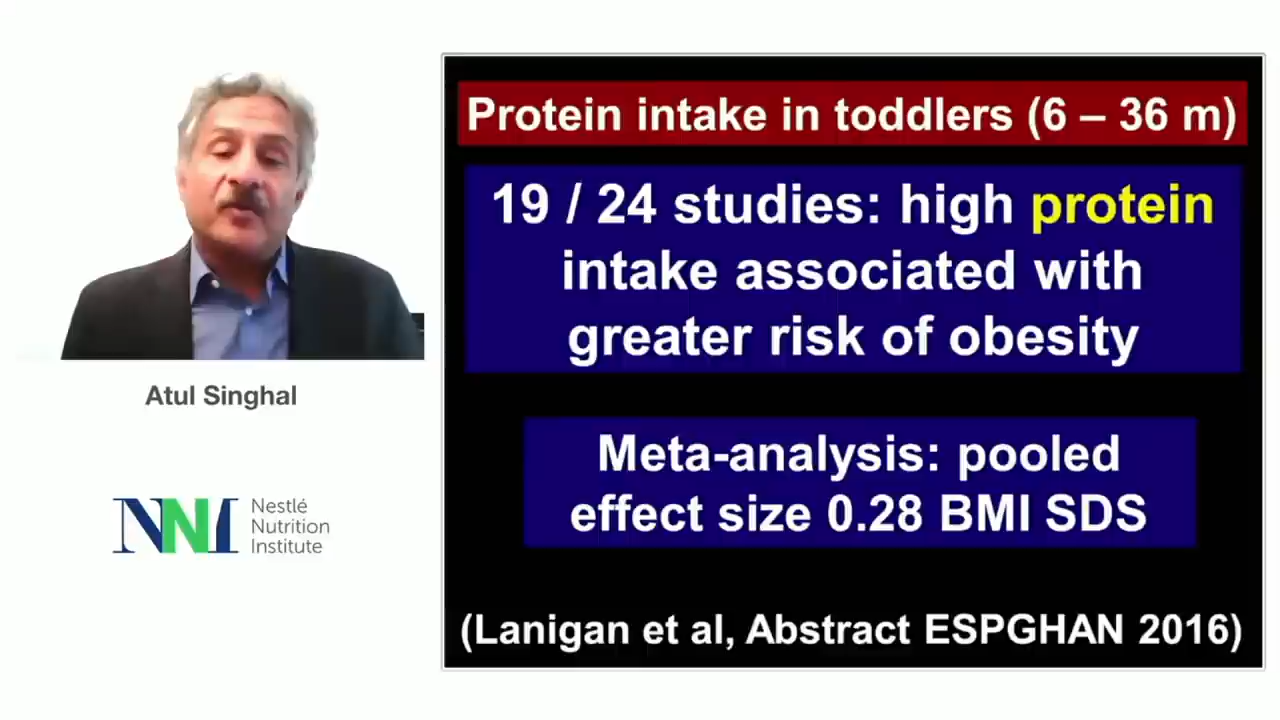 Protein intake in toddlers (6 – 36 m)
19 / 24 studies: high protein
intake associated with
greater risk of obesity
Meta-analysis: pooled
effect size 0.28 BMI SDS
(Lanigan et al, Abstract ESPGHAN 2016)
Atul Singhal
NNI
Nestlé
Nutrition
Institute